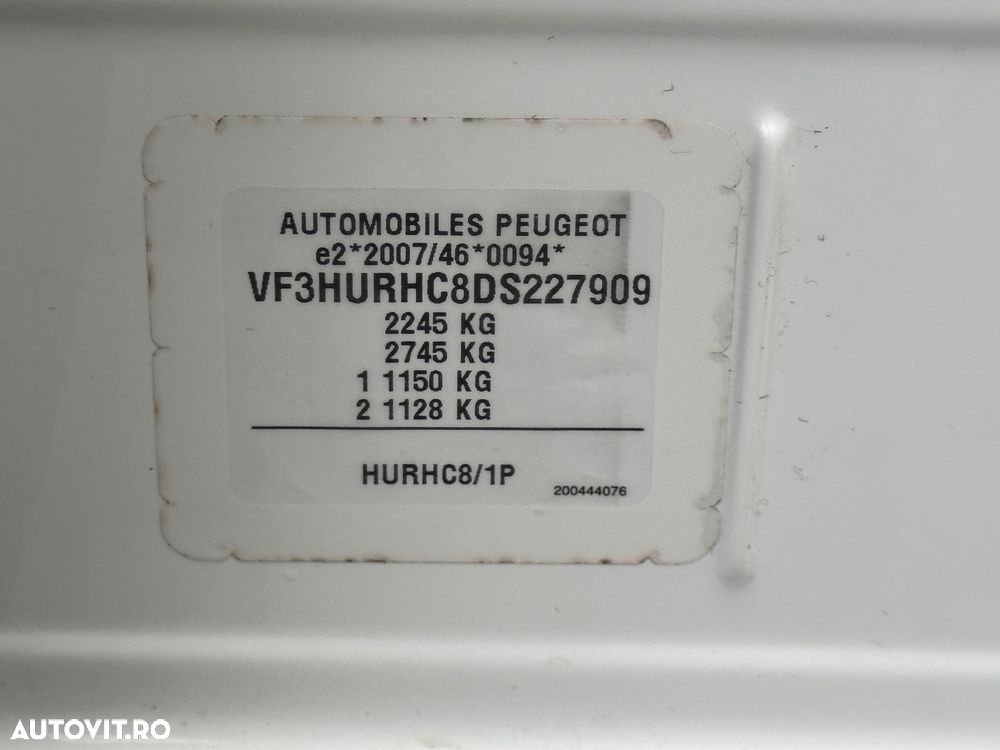 AUTOMOBILES PEUGEOT
e2*2007/46*0094*
VF3HURHC8DS227909
2245 KG
2745 KG
1 1150 KG
2 1128 KG
HURHC8/1P
200444076
AUTOVIT.RO